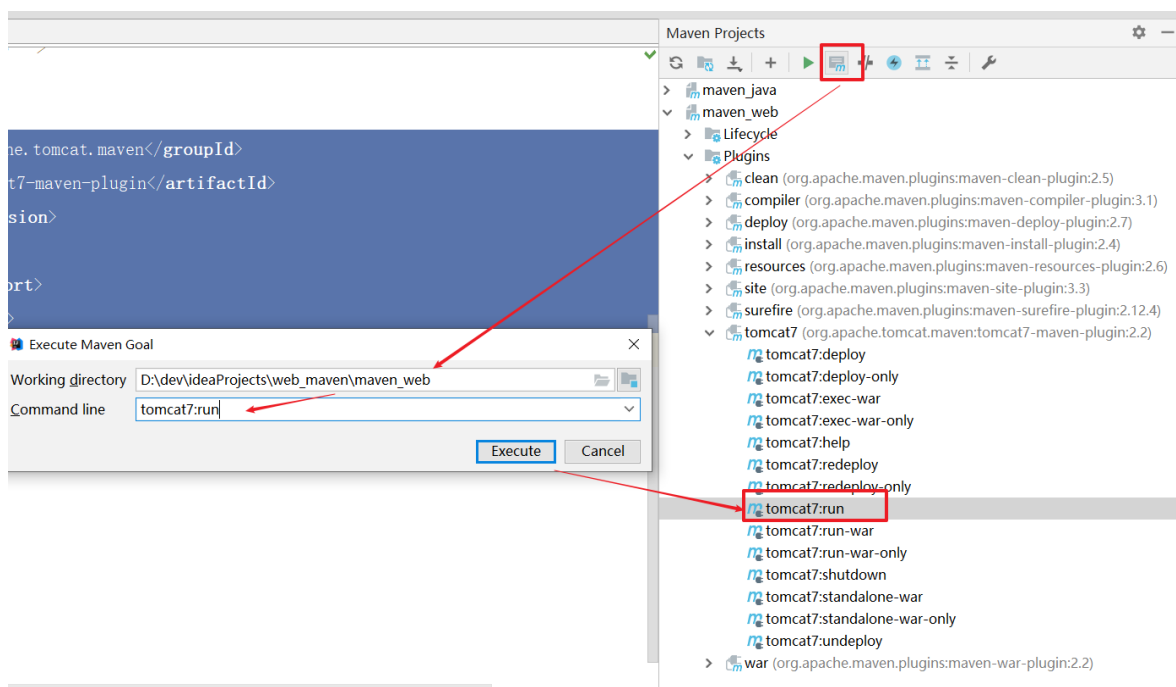 Maven Projects
maven_java
maven_web
Lifecycle
Plugins
clean (org.apache.maven.plugins:maven-clean-plugin:2.5)
compiler (org.apache.maven.plugins:maven-compiler-plugin:3.1)
deploy (org.apache.maven.plugins:maven-deploy-plugin:2.7)
install (org.apache.maven.plugins:maven-install-plugin:2.4)
resources (org.apache.maven.plugins:maven-resources-plugin:2.6)
site (org.apache.maven.plugins:maven-site-plugin:3.3)
surefire (org.apache.maven.plugins:maven-surefire-plugin:2.12.4)
tomcat7 (org.apache.tomcat.maven:tomcat7-maven-plugin:2.2)
tomcat7:deploy
tomcat7:deploy-only
tomcat7:exec-war
tomcat7:exec-war-only
tomcat7:help
tomcat7:redeploy
tomcat7:redeploy-only
tomcat7:run
tomcat7:run-war
tomcat7:run-war-only
tomcat7:shutdown
tomcat7:standalone-war
tomcat7:standalone-war-only
tomcat7:undeploy
war (org.apache.maven.plugins:maven-war-plugin:2.2)
he.tomcat.maven</groupId>
t7-maven-plugin</artifactId>
sion>
ort>
>
Execute Maven Goal
Working directory D:\dev\ideaProjects\web_maven\maven_web
Command line tomcat7:run
Execute Cancel